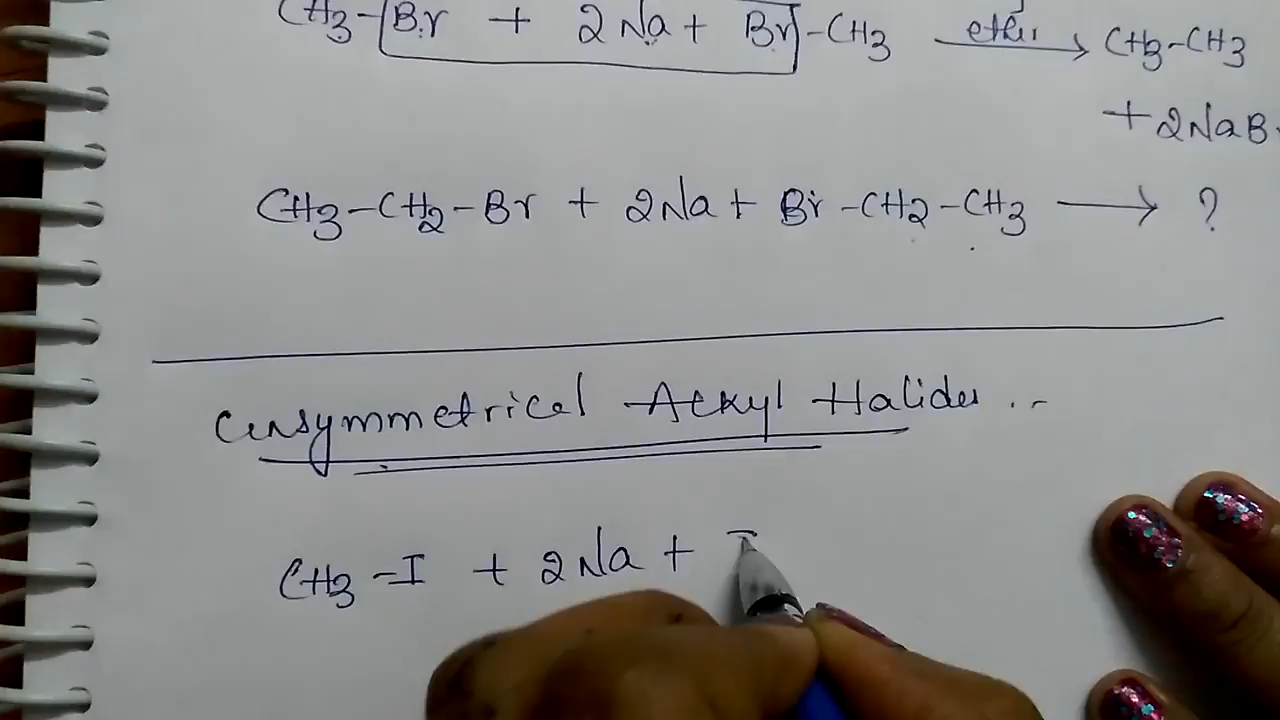 CH3-Br + 2Na + Br-CH3 ether→ CH3-CH3
+ 2NaB
CH3-CH2-Br + 2Na + Br-CH2-CH3 → ?
Unsymmetrical Alkyl Halides ..
CH3-I + 2Na + I